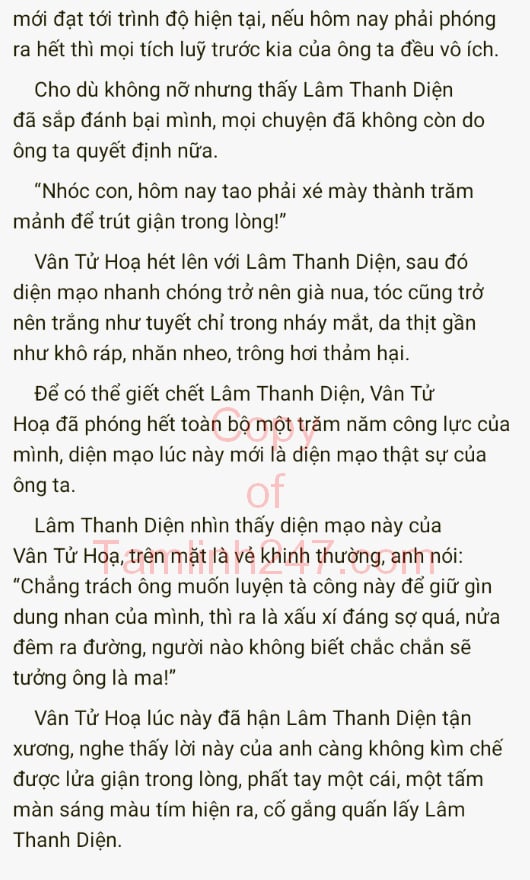 mới đạt tới trình độ hiện tại, nếu hôm nay phải phóng
ra hết thì mọi tích luỹ trước kia của ông ta đều vô ích.
Cho dù không nỡ nhưng thấy Lâm Thanh Diện
đã sắp đánh bại mình, mọi chuyện đã không còn do
ông ta quyết định nữa.
“Nhóc con, hôm nay tao phải xé mày thành trăm
mảnh để trút giận trong lòng!”
Vân Tử Hoạ hét lên với Lâm Thanh Diện, sau đó
diện mạo nhanh chóng trở nên già nua, tóc cũng trở
nên trắng như tuyết chỉ trong nháy mắt, da thịt gần
như khô ráp, nhăn nheo, trông hơi thảm hại.
Để có thể giết chết Lâm Thanh Diện, Vân Tử
Hoạ đã phóng hết toàn bộ một trăm năm công lực của
mình, diện mạo lúc này mới là diện mạo thật sự của
ông ta.
Lâm Thanh Diện nhìn thấy diện mạo này của
Vân Tử Hoạ, trên mặt là vẻ khinh thường, anh nói:
“Chẳng trách ông muốn luyện tà công này để giữ gìn
dung nhan của mình, thì ra là xấu xí đáng sợ quá, nửa
đêm ra đường, người nào không biết chắc chắn sẽ
tưởng ông là ma!”
Vân Tử Hoạ lúc này đã hận Lâm Thanh Diện tận
xương, nghe thấy lời này của anh càng không kìm chế
được lửa giận trong lòng, phất tay một cái, một tấm
màn sáng màu tím hiện ra, cố gắng quấn lấy Lâm
Thanh Diện.
Copy
of
Tamlinh247.com